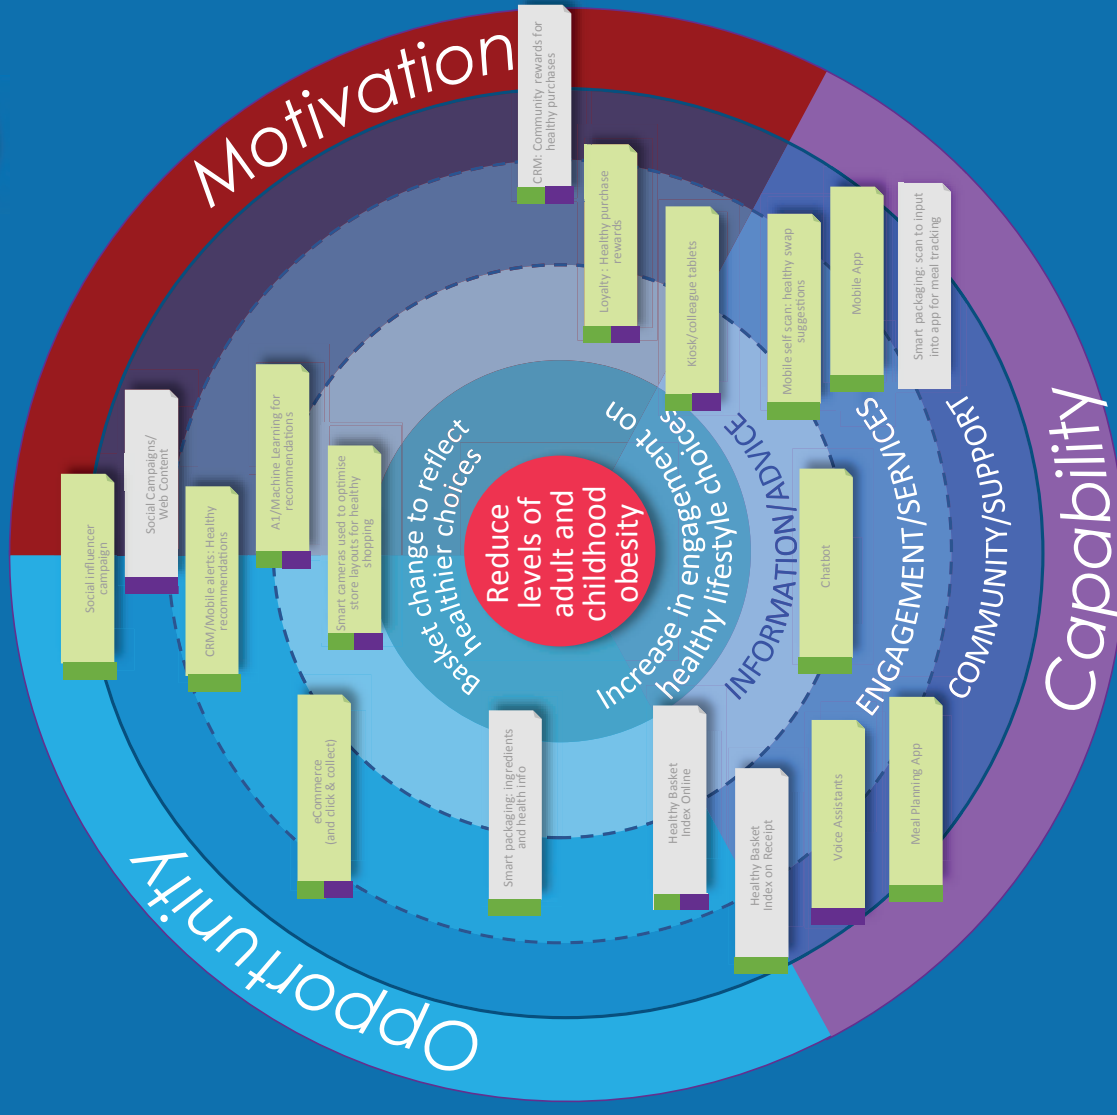 Motivation
Capability
Opportunity
Reduce
levels of
adult and
childhood
obesity
Basket change to reflect
healthier choices
Increase in engagement on
healthy lifestyle choices
INFORMATION/ADVICE
ENGAGEMENT/SERVICES
COMMUNITY/SUPPORT
Social influencer
campaign
Social Campaigns/
Web Content
CRM/Mobile alerts: Healthy
recommendations
A1/Machine Learning for
recommendations
Smart cameras used to optimise
store layouts for healthy
shopping
CRM: Community rewards for
healthy purchases
Loyalty : Healthy purchase
rewards
Kiosk/colleague tablets
Mobile self scan: healthy swap
suggestions
Mobile App
Smart packaging: scan to input
into app for meal tracking
Chatbot
eCommerce
(and click & collect)
Smart packaging: ingredients
and health info
Healthy Basket
Index Online
Healthy Basket
Index on Receipt
Voice Assistants
Meal Planning App